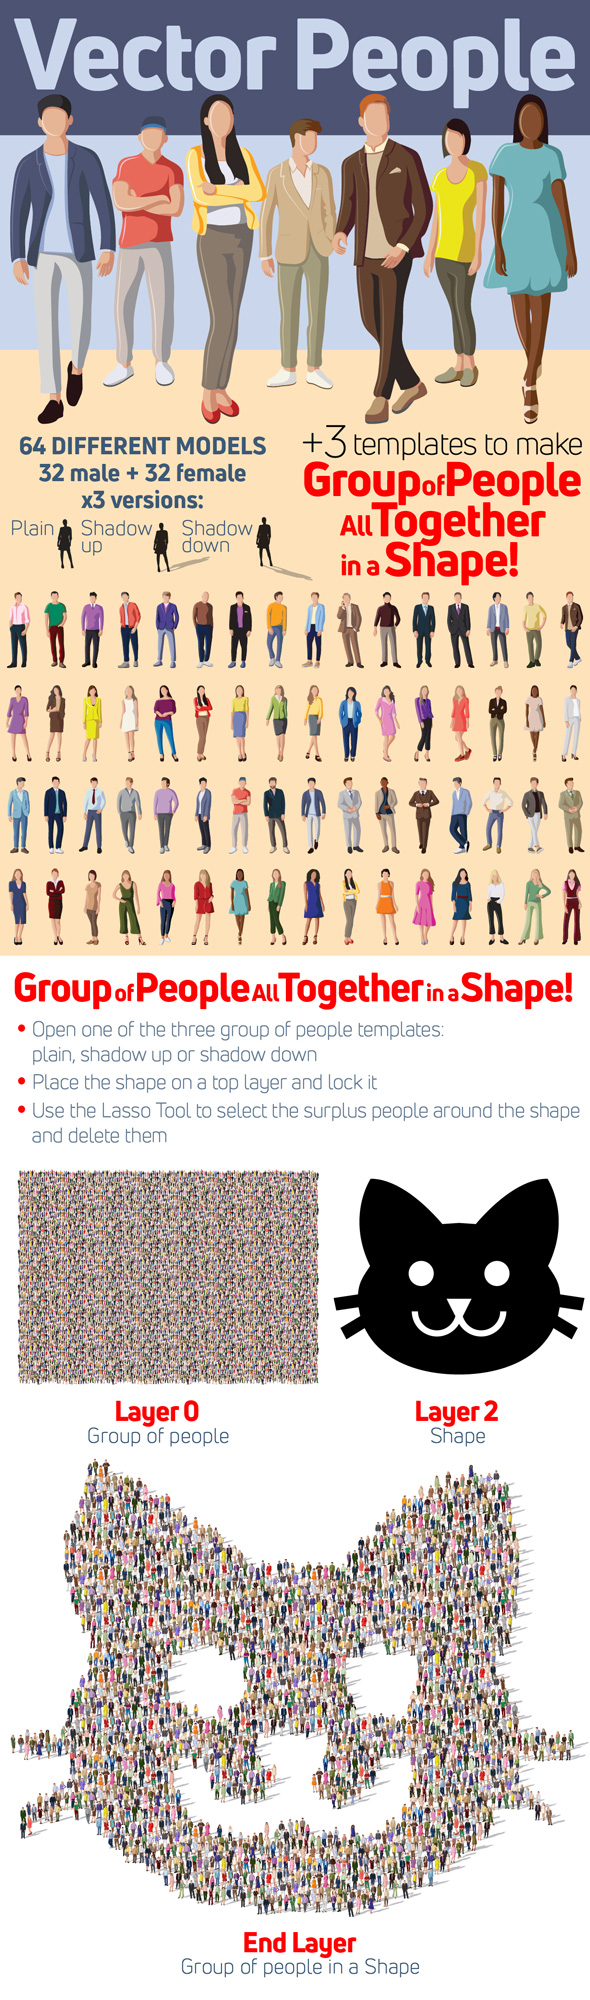 Vector People
64 DIFFERENT MODELS
32 male + 32 female
x3 versions:
Plain
Shadow
up
Shadow
down
+3 templates to make
Group of People
All Together
in a Shape!
Group of People All Together in a Shape!
• Open one of the three group of people templates:
plain, shadow up or shadow down
• Place the shape on a top layer and lock it
• Use the Lasso Tool to select the surplus people around the shape
and delete them
Layer 0
Group of people
Layer 2
Shape
End Layer
Group of people in a Shape